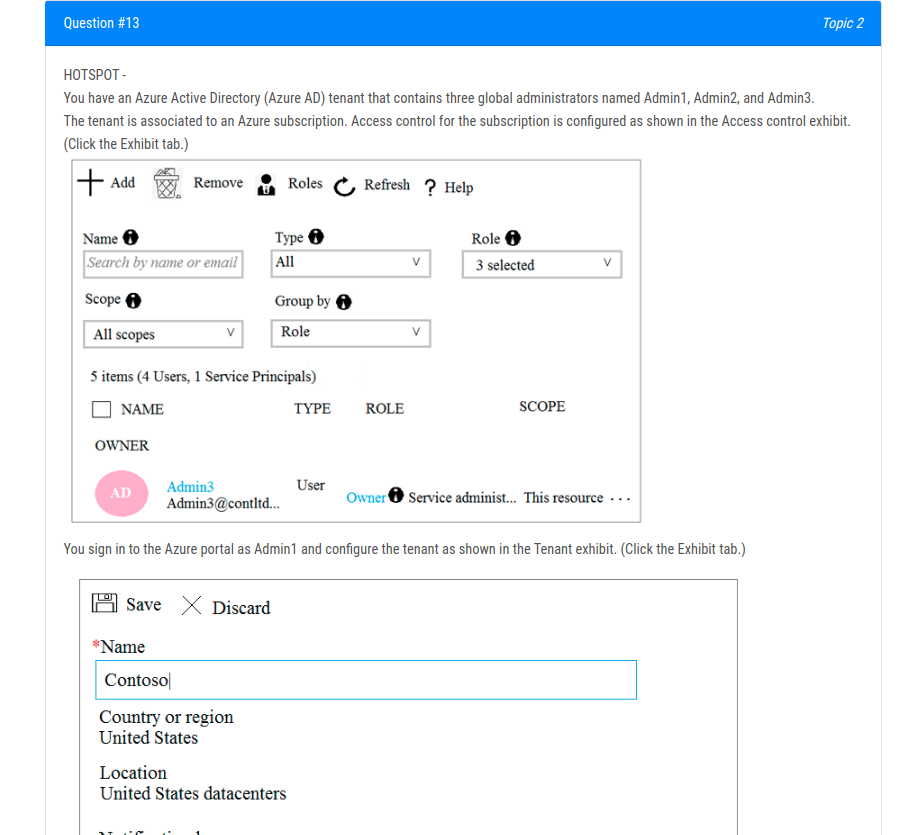 Question #13 Topic 2
HOTSPOT -
You have an Azure Active Directory (Azure AD) tenant that contains three global administrators named Admin1, Admin2, and Admin3.
The tenant is associated to an Azure subscription. Access control for the subscription is configured as shown in the Access control exhibit.
(Click the Exhibit tab.)
Add Remove Roles Refresh ? Help
Name Type Role
Search by name or email All 3 selected
Scope Group by
All scopes Role
5 items (4 Users, 1 Service Principals)
NAME TYPE ROLE SCOPE
OWNER
AD Admin3 User Owner Service administ... This resource ...
Admin3@contltd...
You sign in to the Azure portal as Admin1 and configure the tenant as shown in the Tenant exhibit. (Click the Exhibit tab.)
Save Discard
*Name
Contoso
Country or region
United States
Location
United States datacenters